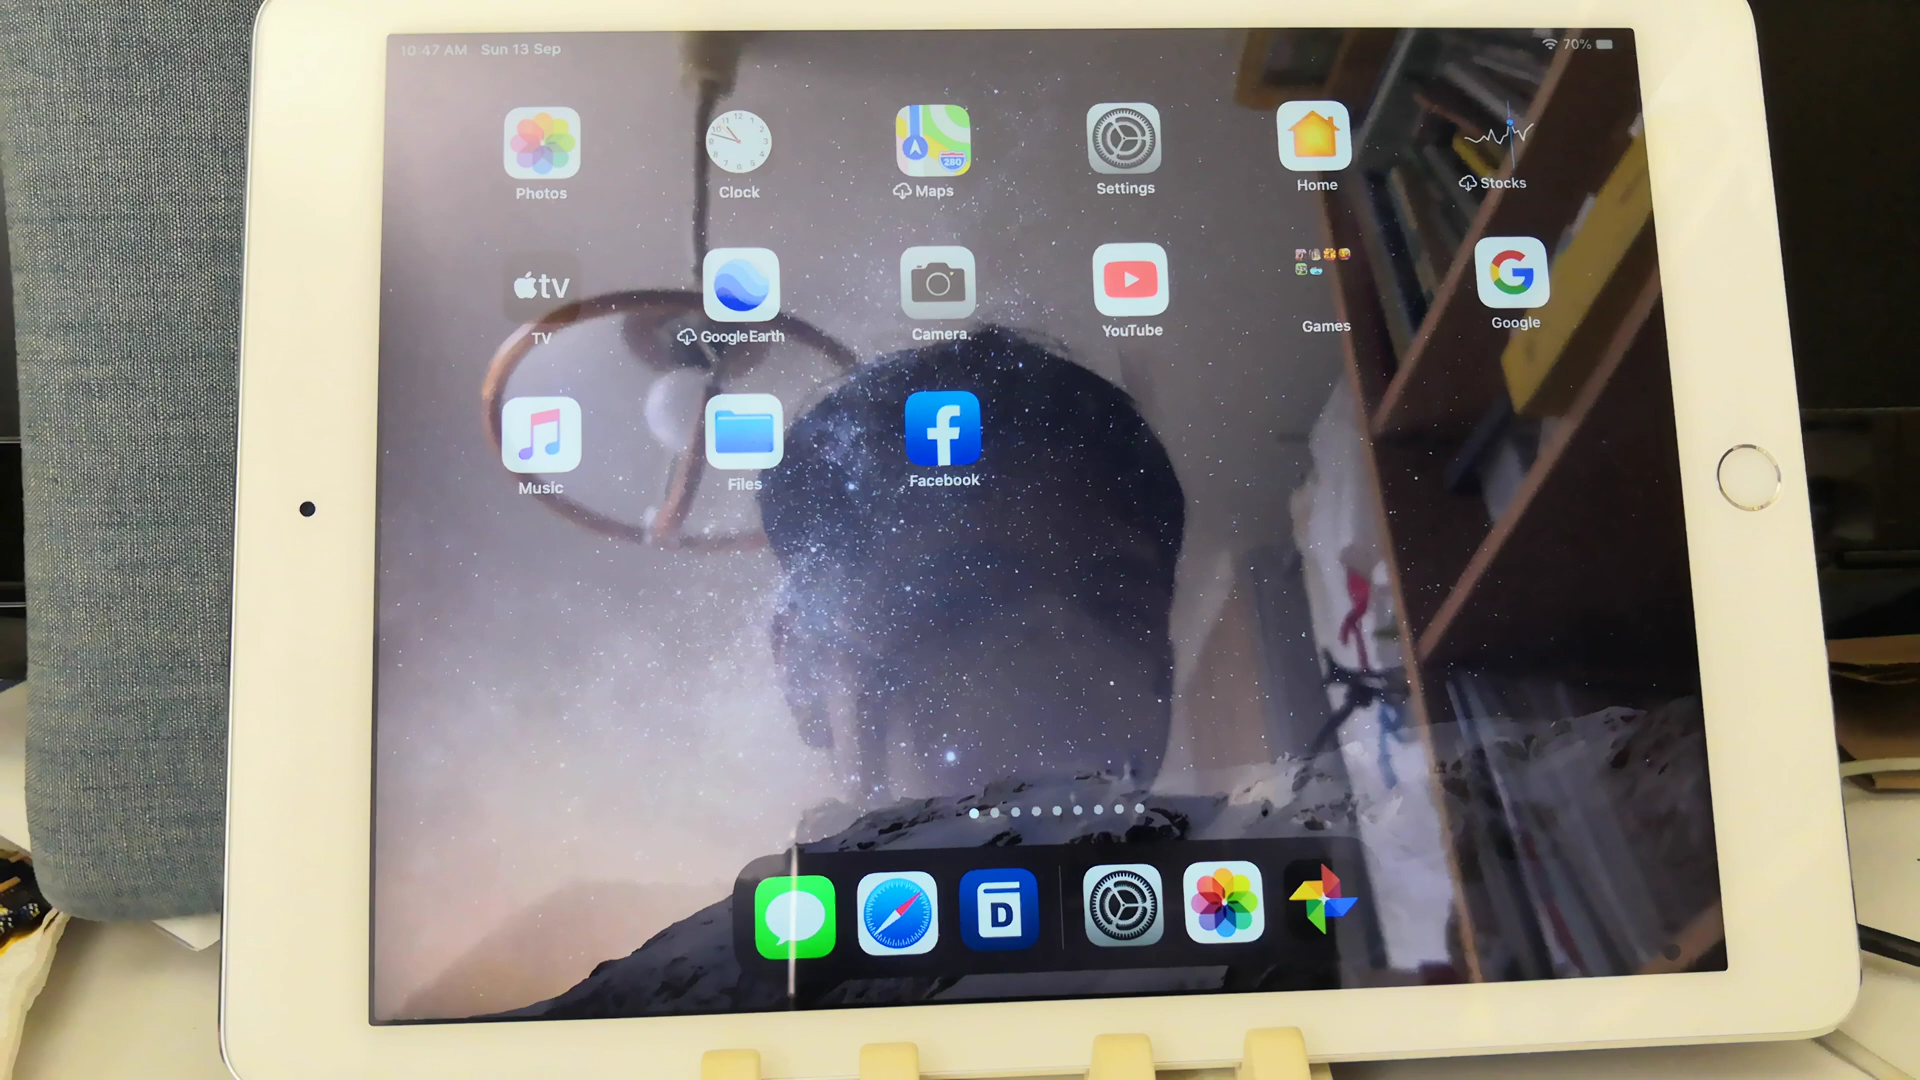 10:47 AM Sun 13 Sep
70%
280
Photos
Clock
Maps
Settings
Home
Stocks
tv
TV
Google Earth
Camera
YouTube
Games
G
Google
Music
Files
f
Facebook
D